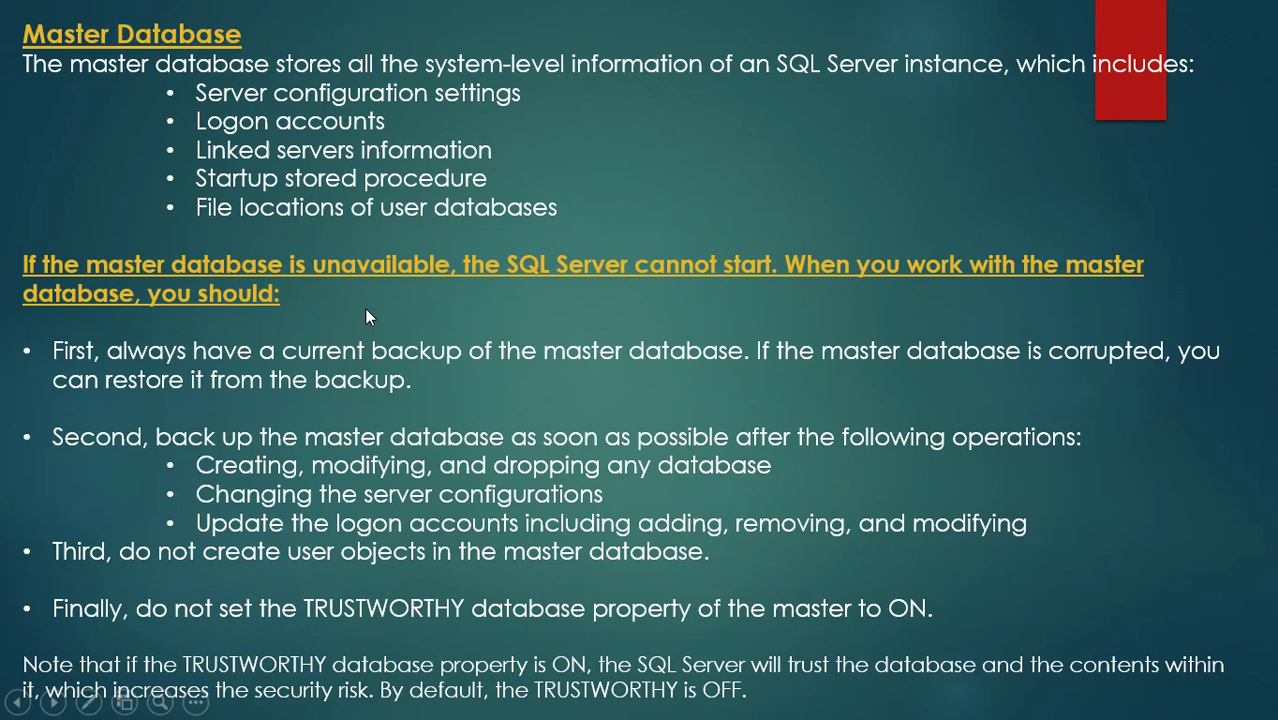 Master Database
The master database stores all the system-level information of an SQL Server instance, which includes:
• Server configuration settings
• Logon accounts
• Linked servers information
• Startup stored procedure
• File locations of user databases
If the master database is unavailable, the SQL Server cannot start. When you work with the master
database, you should:
• First, always have a current backup of the master database. If the master database is corrupted, you
can restore it from the backup.
• Second, back up the master database as soon as possible after the following operations:
• Creating, modifying, and dropping any database
• Changing the server configurations
• Update the logon accounts including adding, removing, and modifying
• Third, do not create user objects in the master database.
• Finally, do not set the TRUSTWORTHY database property of the master to ON.
Note that if the TRUSTWORTHY database property is ON, the SQL Server will trust the database and the contents within
it, which increases the security risk. By default, the TRUSTWORTHY is OFF.